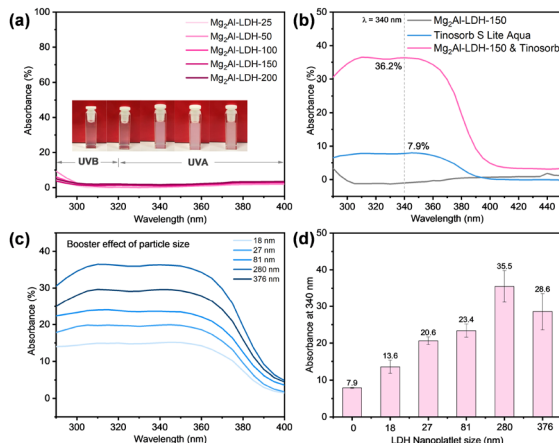 (a)
Mg2Al-LDH-25
Mg2Al-LDH-50
Mg2Al-LDH-100
Mg2Al-LDH-150
Mg2Al-LDH-200
Absorbance (%)
100
80
60
40
20
0
UVB
UVA
300 320 340 360 380 400
Wavelength (nm)
(b)
λ = 340 nm
Mg2Al-LDH-150
Tinosorb S Lite Aqua
Mg2Al-LDH-150 & Tinosorb
Absorbance (%)
50
40
30
20
10
0
36.2%
7.9%
300 320 340 360 380 400 420 440
Wavelength (nm)
(c)
Booster effect of particle size
18 nm
27 nm
81 nm
280 nm
376 nm
Absorbance (%)
40
30
20
10
0
300 320 340 360 380 400
Wavelength (nm)
(d)
Absorbance at 340 nm
50
40
30
20
10
0
7.9
13.6
20.6
23.4
35.5
28.6
0 18 27 81 280 376
LDH Nanoplatlet size (nm)